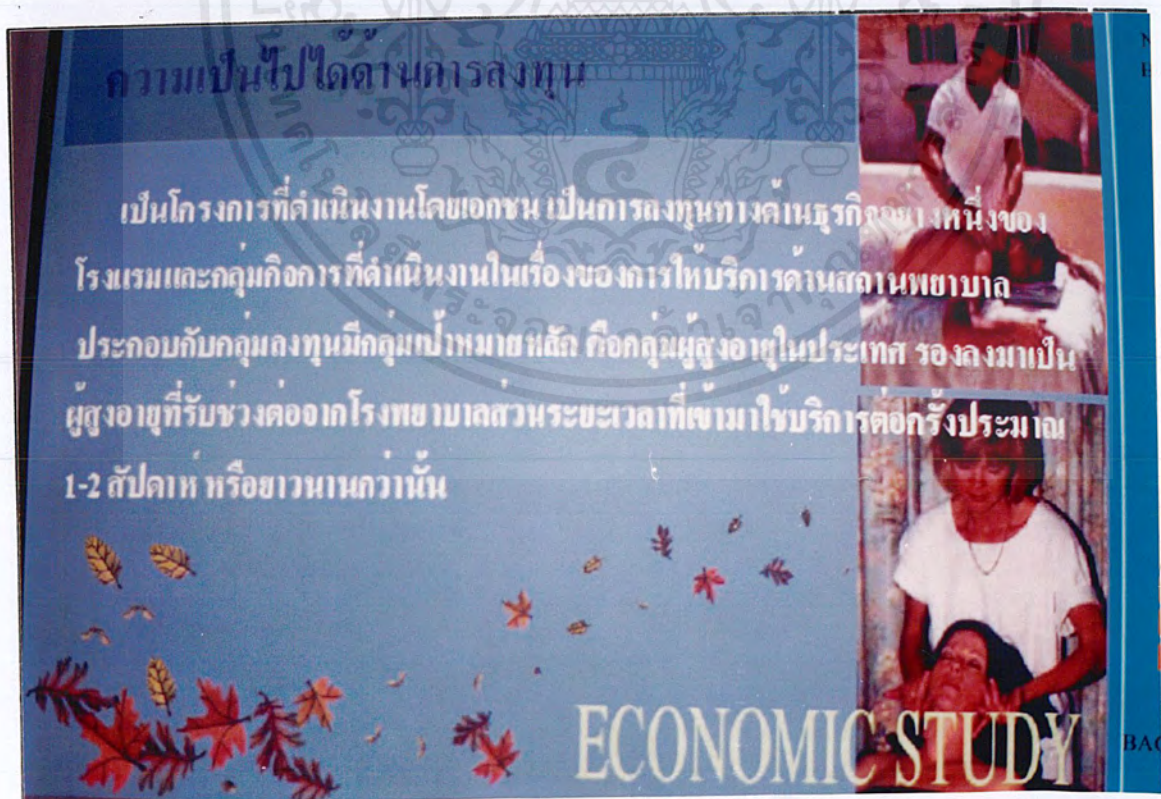 ความเป็นไปได้ด้านการลงทุน
เป็นโครงการที่ดำเนินงานโดยเอกชน เป็นการลงทุนทางด้านธุรกิจอย่างหนึ่งของ
โรงแรมและกลุ่มกิจการที่ดำเนินงานในเรื่องของการให้บริการด้านสถานพยาบาล
ประกอบกับกลุ่มลงทุนมีกลุ่มเป้าหมายหลัก คือกลุ่มผู้สูงอายุในประเทศ รองลงมาเป็น
ผู้สูงอายุที่รับช่วงต่อจากโรงพยาบาลส่วนระยะเวลาที่เข้ามาใช้บริการต่อครั้งประมาณ
1-2 สัปดาห์ หรือยาวนานกว่านั้น
ECONOMIC STUDY